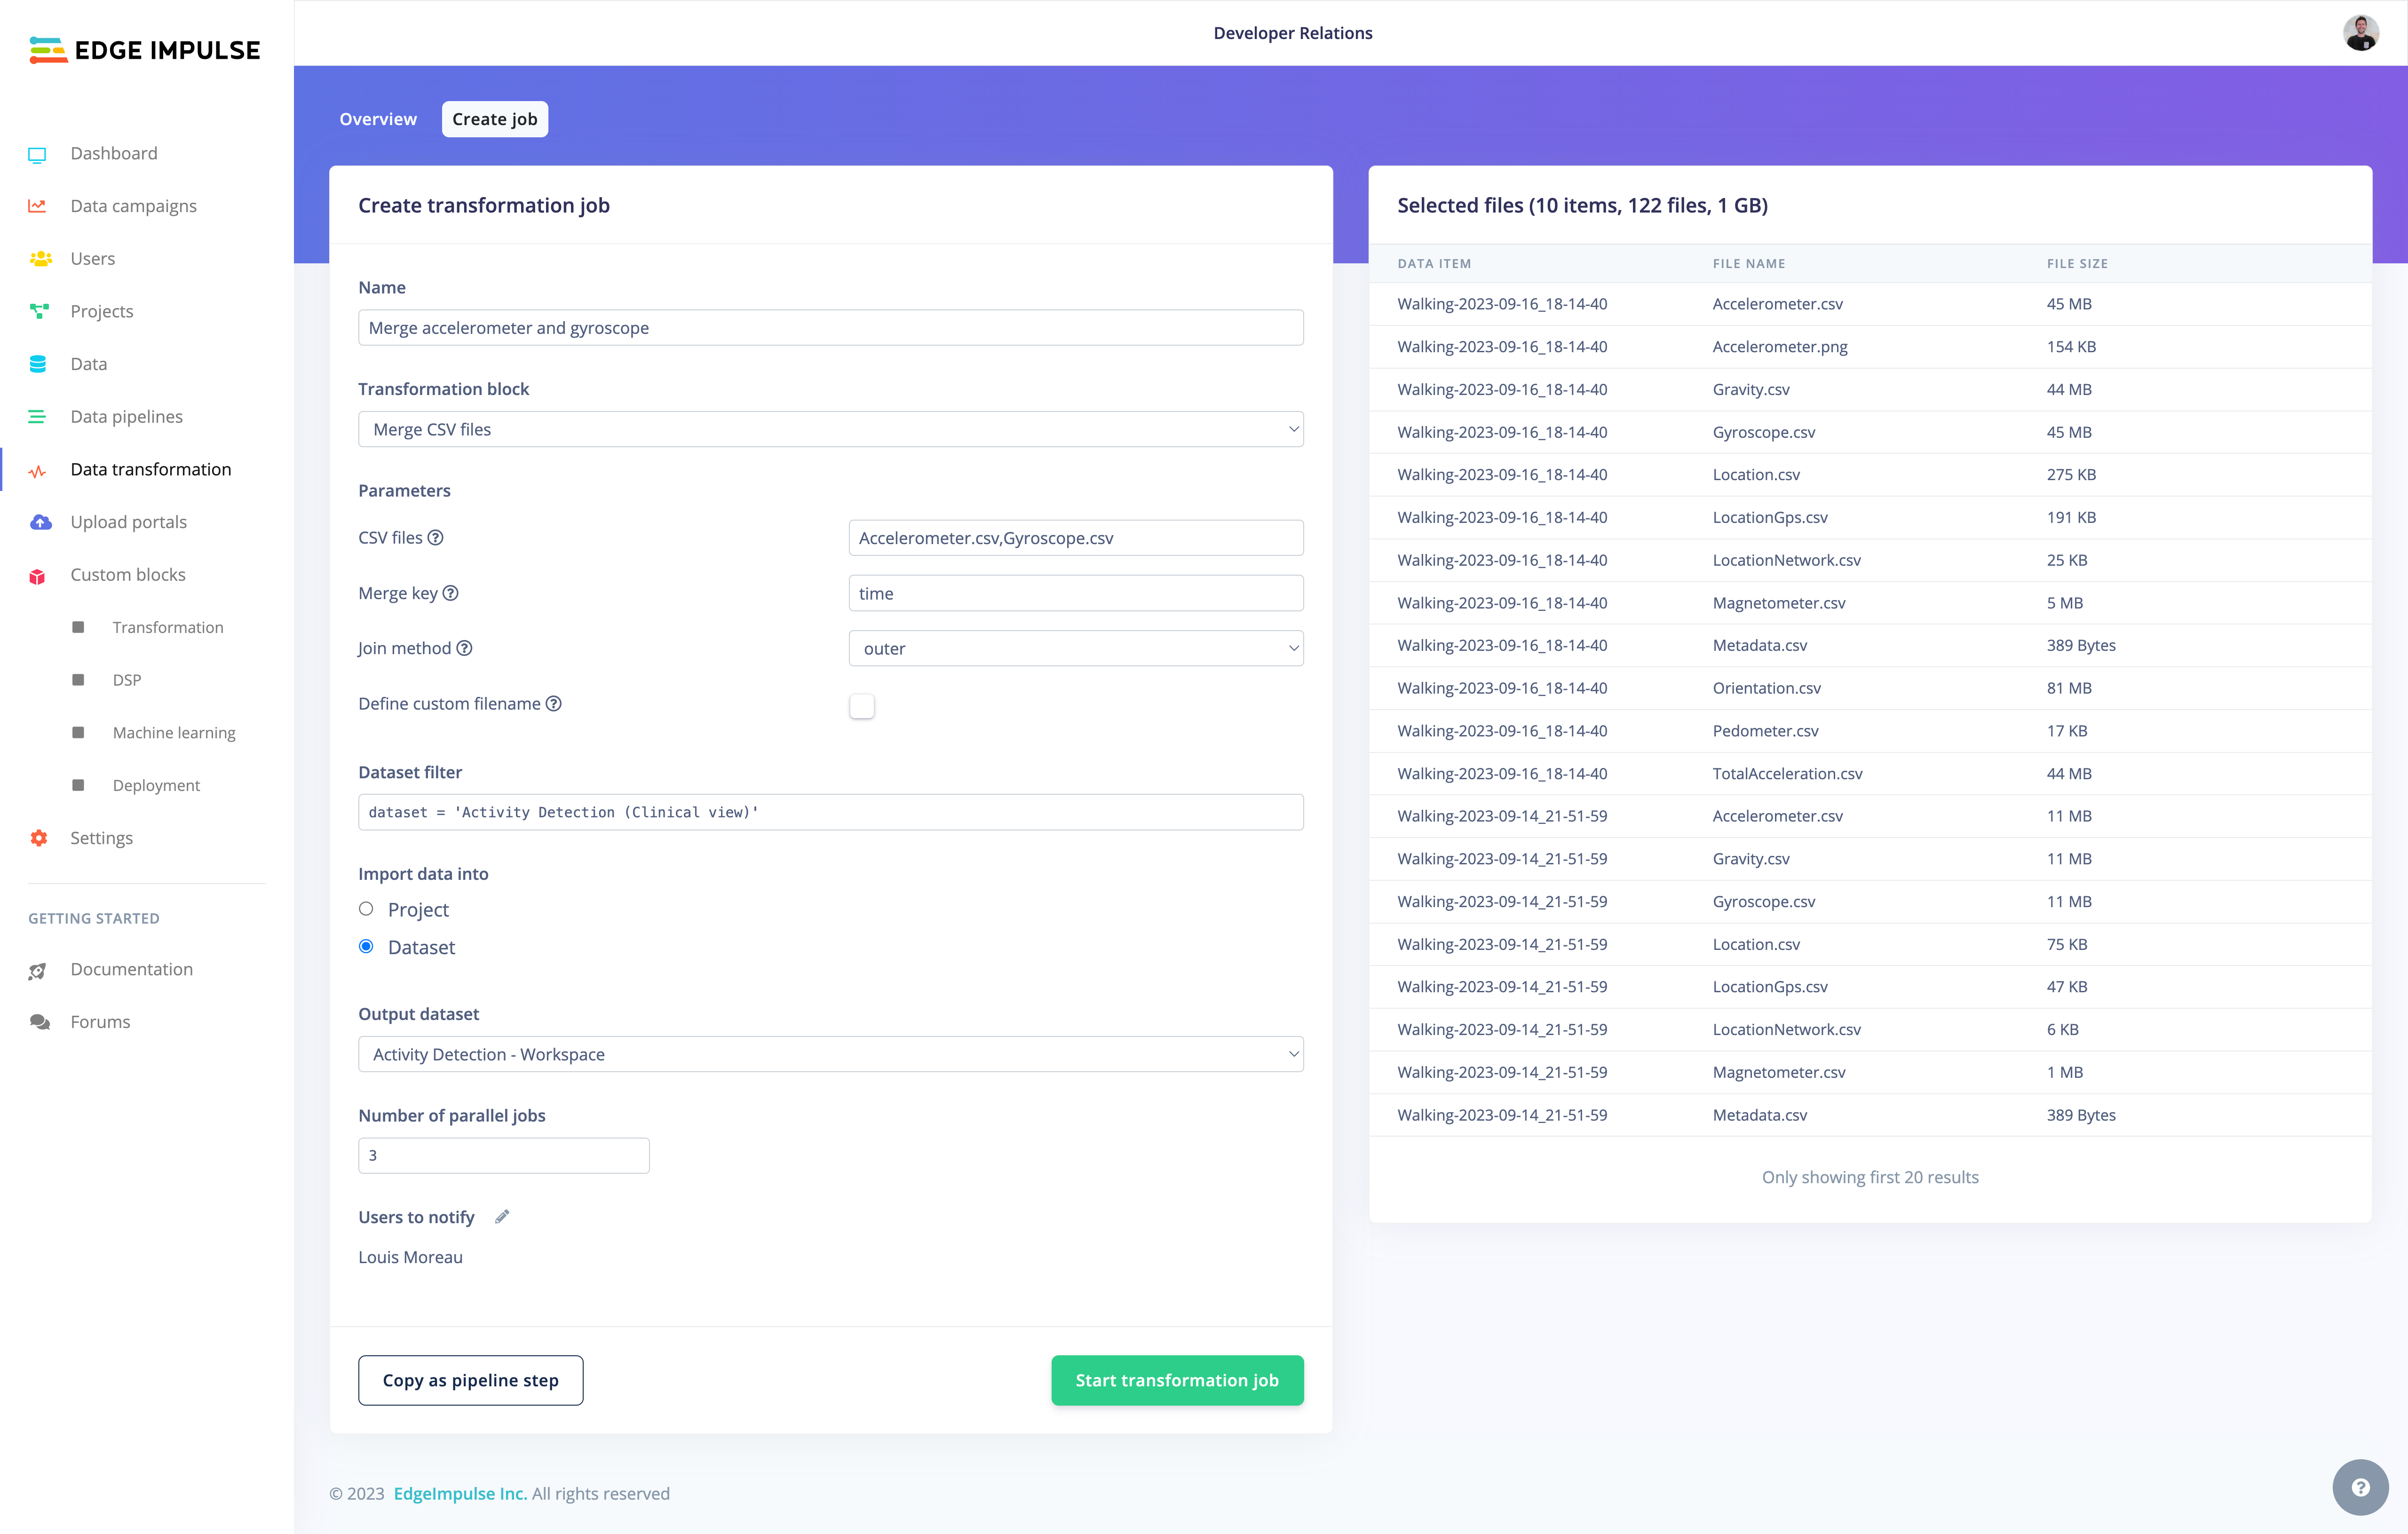 EDGE IMPULSE
Developer Relations
Dashboard
Data campaigns
Users
Projects
Data
Data pipelines
Data transformation
Upload portals
Custom blocks
Transformation
DSP
Machine learning
Deployment
Settings
GETTING STARTED
Documentation
Forums
Overview Create job
Create transformation job
Name
Merge accelerometer and gyroscope
Transformation block
Merge CSV files
Parameters
CSV files ? Accelerometer.csv,Gyroscope.csv
Merge key ? time
Join method ? outer
Define custom filename ?
Dataset filter
dataset = 'Activity Detection (Clinical view)'
Import data into
Project
Dataset
Output dataset
Activity Detection - Workspace
Number of parallel jobs
3
Users to notify
Louis Moreau
Copy as pipeline step Start transformation job
Selected files (10 items, 122 files, 1 GB)
DATA ITEM FILE NAME FILE SIZE
Walking-2023-09-16_18-14-40 Accelerometer.csv 45 MB
Walking-2023-09-16_18-14-40 Accelerometer.png 154 KB
Walking-2023-09-16_18-14-40 Gravity.csv 44 MB
Walking-2023-09-16_18-14-40 Gyroscope.csv 45 MB
Walking-2023-09-16_18-14-40 Location.csv 275 KB
Walking-2023-09-16_18-14-40 LocationGps.csv 191 KB
Walking-2023-09-16_18-14-40 LocationNetwork.csv 25 KB
Walking-2023-09-16_18-14-40 Magnetometer.csv 5 MB
Walking-2023-09-16_18-14-40 Metadata.csv 389 Bytes
Walking-2023-09-16_18-14-40 Orientation.csv 81 MB
Walking-2023-09-16_18-14-40 Pedometer.csv 17 KB
Walking-2023-09-16_18-14-40 TotalAcceleration.csv 44 MB
Walking-2023-09-14_21-51-59 Accelerometer.csv 11 MB
Walking-2023-09-14_21-51-59 Gravity.csv 11 MB
Walking-2023-09-14_21-51-59 Gyroscope.csv 11 MB
Walking-2023-09-14_21-51-59 Location.csv 75 KB
Walking-2023-09-14_21-51-59 LocationGps.csv 47 KB
Walking-2023-09-14_21-51-59 LocationNetwork.csv 6 KB
Walking-2023-09-14_21-51-59 Magnetometer.csv 1 MB
Walking-2023-09-14_21-51-59 Metadata.csv 389 Bytes
Only showing first 20 results
© 2023 EdgeImpulse Inc. All rights reserved
?